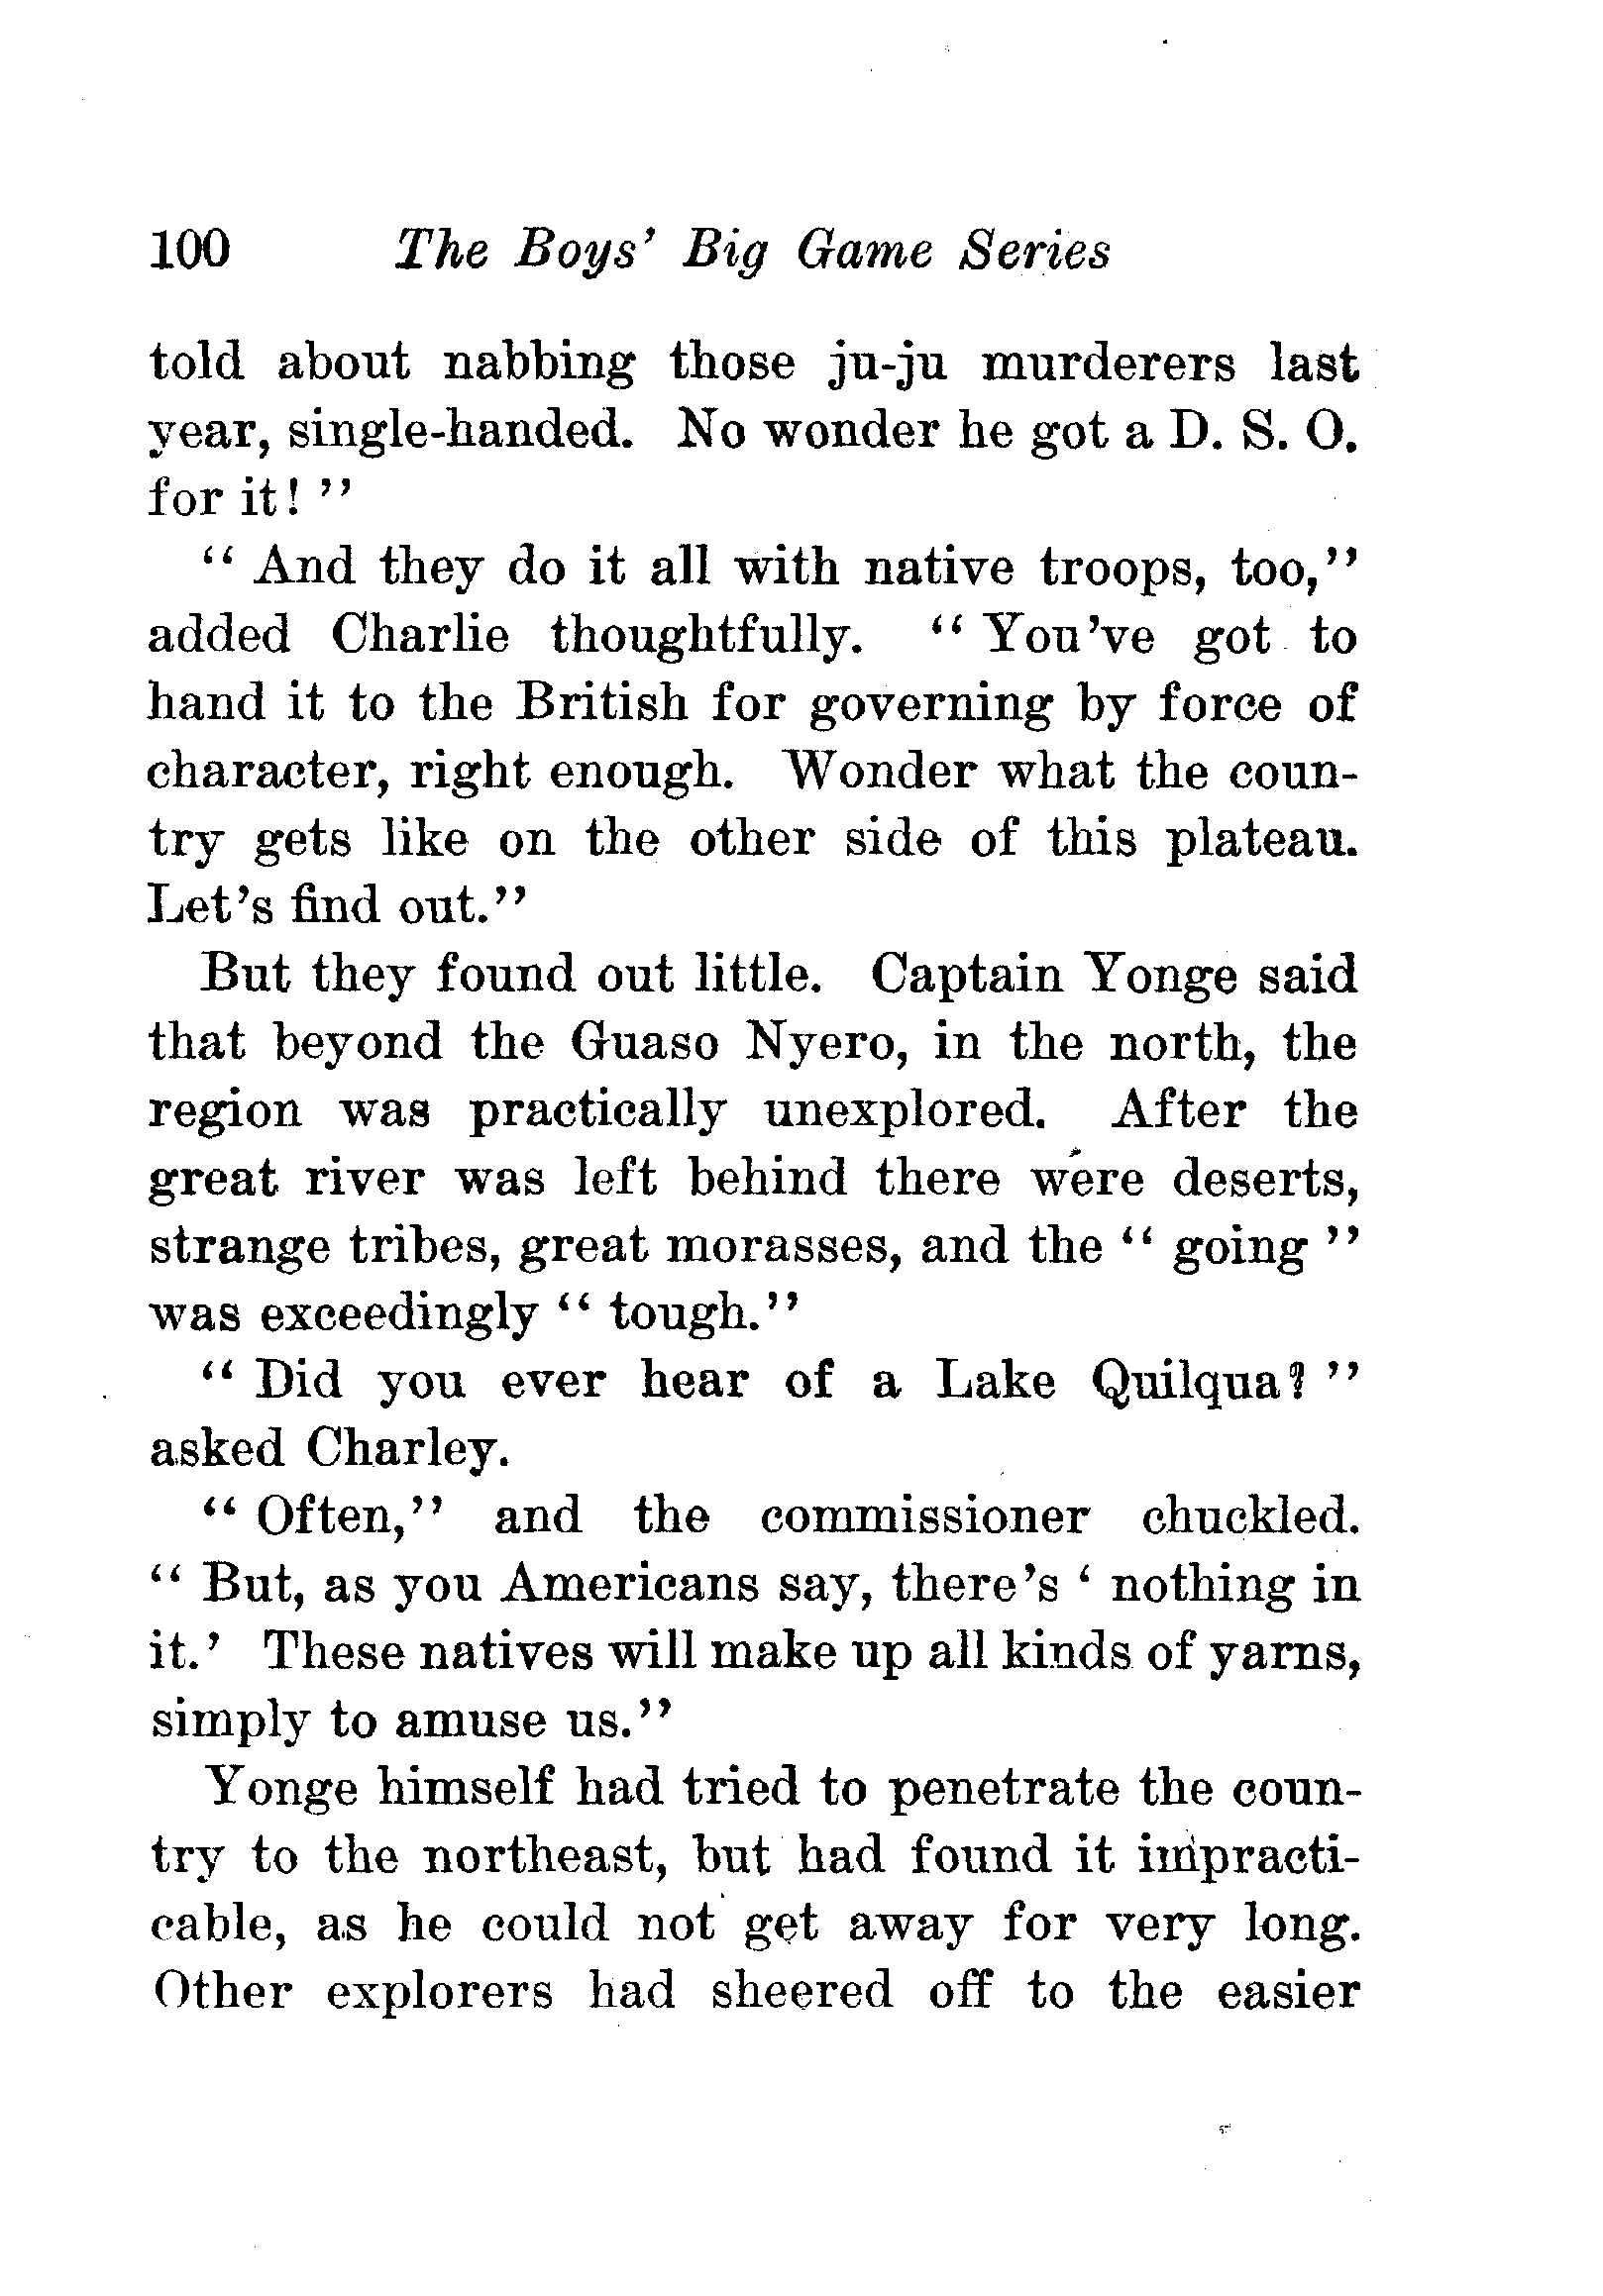 100 The Boys' Big Game Series
told about nabbing those ju-ju murderers last
year, single-handed. No wonder he got a D. S. O.
for it! "
" And they do it all with native troops, too,"
added Charlie thoughtfully. " You've got to
hand it to the British for governing by force of
character, right enough. Wonder what the coun-
try gets like on the other side of this plateau.
Let's find out."
But they found out little. Captain Yonge said
that beyond the Guaso Nyero, in the north, the
region was practically unexplored. After the
great river was left behind there were deserts,
strange tribes, great morasses, and the " going "
was exceedingly " tough."
" Did you ever hear of a Lake Quilqua? "
asked Charley.
" Often," and the commissioner chuckled.
" But, as you Americans say, there's ' nothing in
it.' These natives will make up all kinds of yarns,
simply to amuse us."
Yonge himself had tried to penetrate the coun-
try to the northeast, but had found it impracti-
cable, as he could not get away for very long.
Other explorers had sheered off to the easier